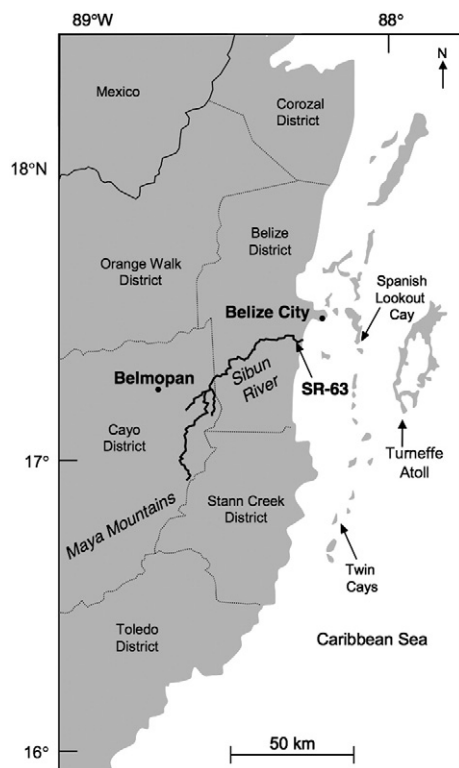 89°W
88°
N
Mexico
Corozal
District
18°N
Belize
District
Orange Walk
District
Spanish
Lookout
Cay
Belize City
Belmopan
Sibun
River
SR-63
Cayo
District
Turneffe
Atoll
17°
Maya Mountains
Stann Creek
District
Twin
Cays
Toledo
District
Caribbean Sea
16°
50 km